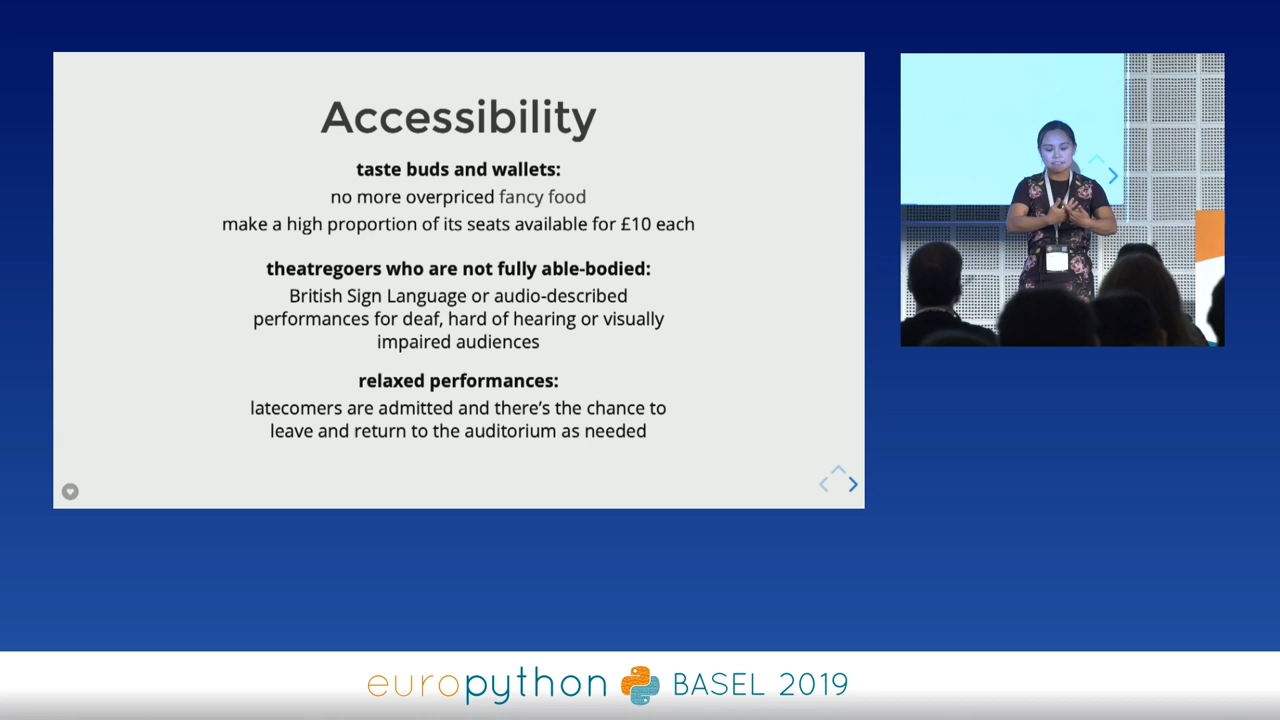 Accessibility
taste buds and wallets:
no more overpriced fancy food
make a high proportion of its seats available for £10 each
theatregoers who are not fully able-bodied:
British Sign Language or audio-described
performances for deaf, hard of hearing or visually
impaired audiences
relaxed performances:
latecomers are admitted and there's the chance to
leave and return to the auditorium as needed
europython BASEL 2019